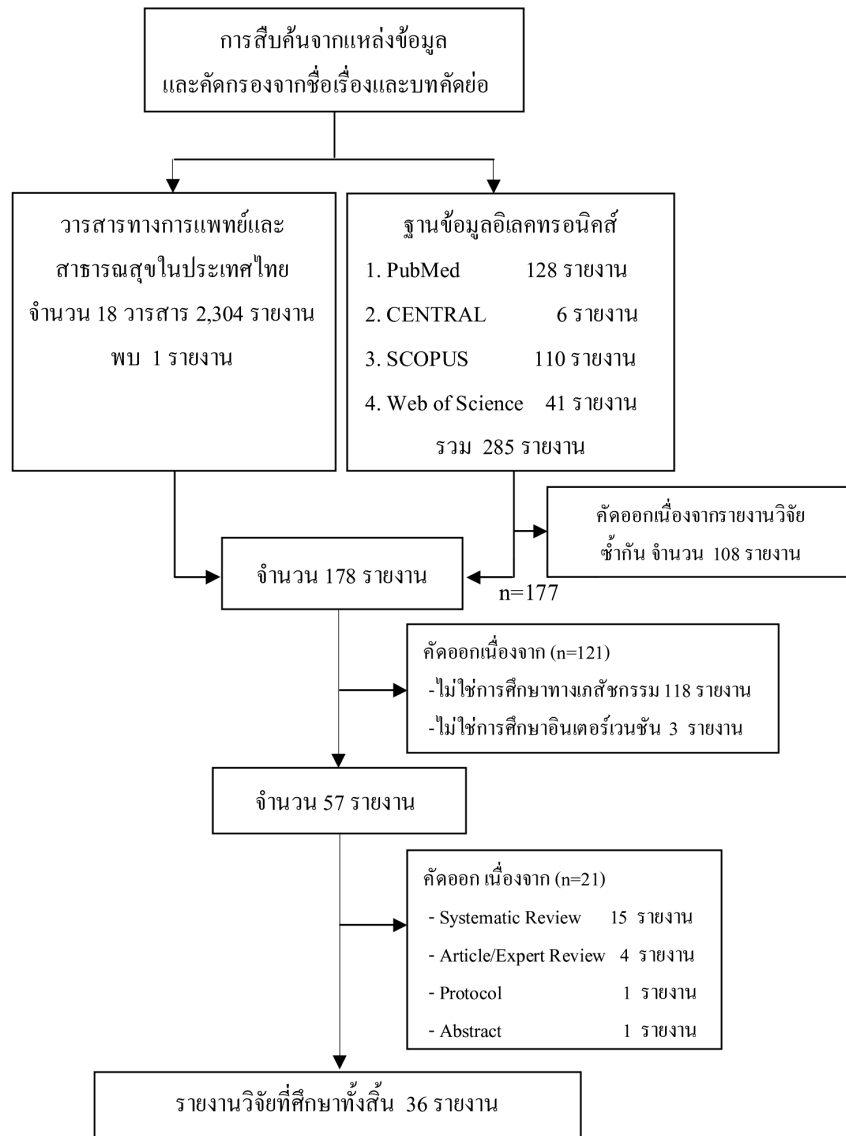 การสืบค้นจากแหล่งข้อมูล
และคัดกรองจากชื่อเรื่องและบทคัดย่อ
วารสารทางการแพทย์และ
สาธารณสุขในประเทศไทย
จำนวน 18 วารสาร 2,304 รายงาน
พบ 1 รายงาน
ฐานข้อมูลอิเลคทรอนิคส์
1. PubMed 128 รายงาน
2. CENTRAL 6 รายงาน
3. SCOPUS 110 รายงาน
4. Web of Science 41 รายงาน
รวม 285 รายงาน
คัดออกเนื่องจากรายงานวิจัย
ซ้ำกัน จำนวน 108 รายงาน
จำนวน 178 รายงาน
n=177
คัดออกเนื่องจาก (n=121)
-ไม่ใช่การศึกษาทางเภสัชกรรม 118 รายงาน
-ไม่ใช่การศึกษาอินเตอร์เวนชัน 3 รายงาน
จำนวน 57 รายงาน
คัดออก เนื่องจาก (n=21)
- Systematic Review 15 รายงาน
- Article/Expert Review 4 รายงาน
- Protocol 1 รายงาน
- Abstract 1 รายงาน
รายงานวิจัยที่ศึกษาทั้งสิ้น 36 รายงาน